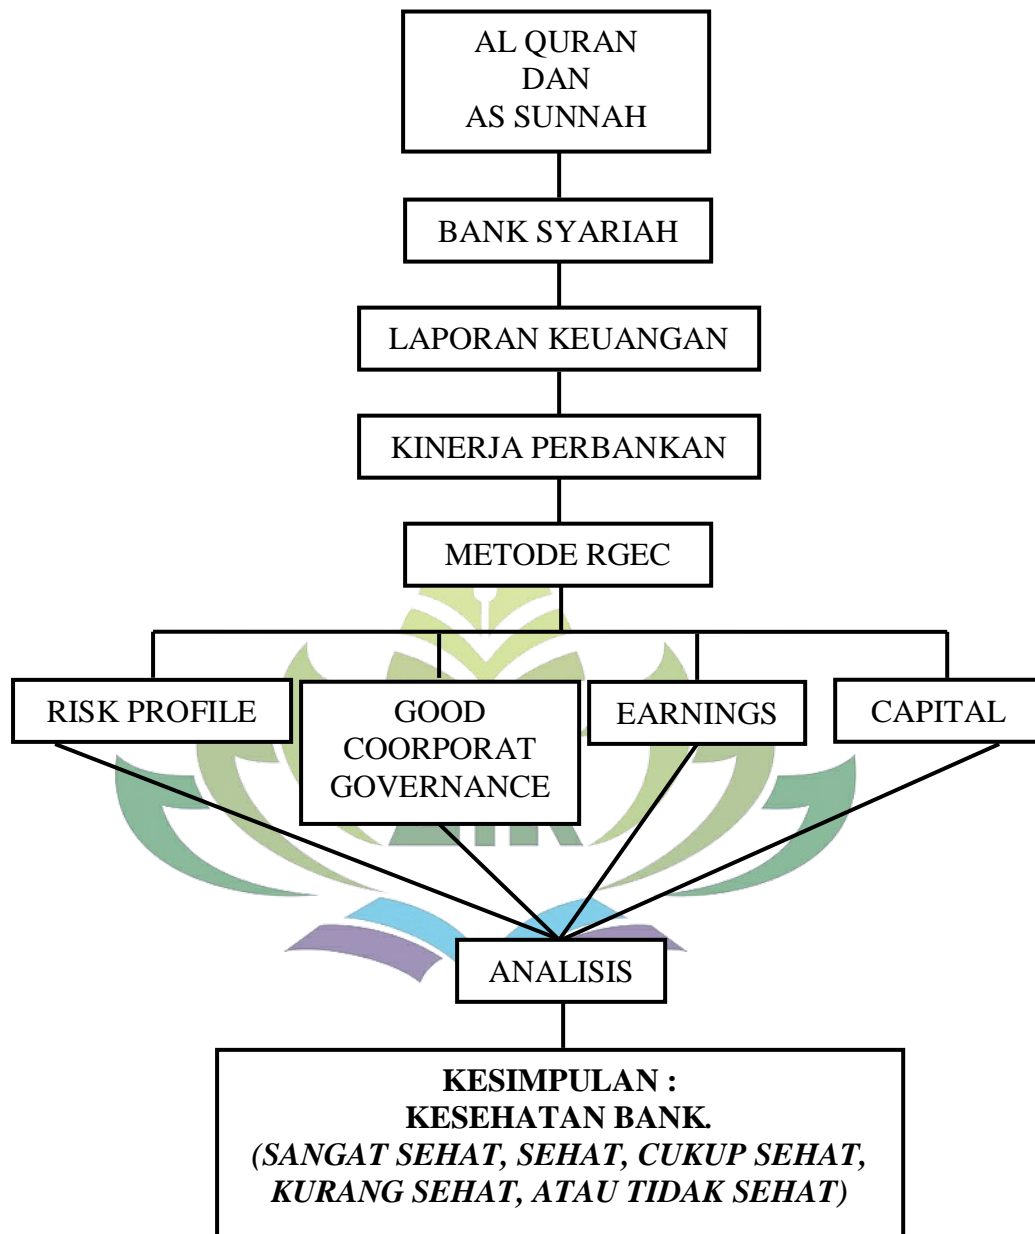 AL QURAN
DAN
AS SUNNAH
BANK SYARIAH
LAPORAN KEUANGAN
KINERJA PERBANKAN
METODE RGEC
RISK PROFILE
GOOD
COORPORAT
GOVERNANCE
EARNINGS
CAPITAL
ANALISIS
KESIMPULAN :
KESEHATAN BANK.
(SANGAT SEHAT, SEHAT, CUKUP SEHAT,
KURANG SEHAT, ATAU TIDAK SEHAT)